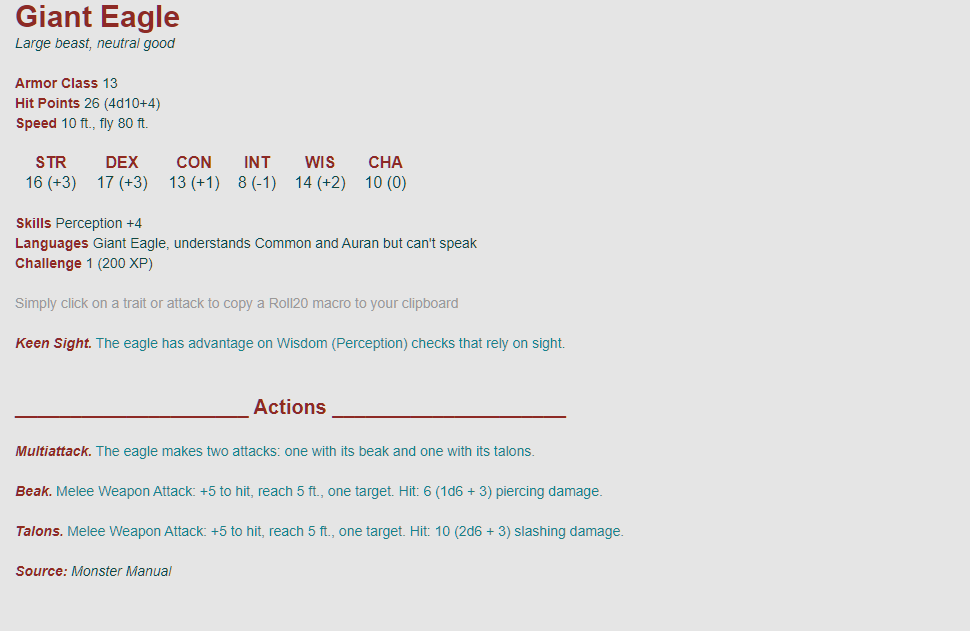 Giant Eagle
Large beast, neutral good
Armor Class 13
Hit Points 26 (4d10+4)
Speed 10 ft., fly 80 ft.
STR DEX CON INT WIS CHA
16 (+3) 17 (+3) 13 (+1) 8 (-1) 14 (+2) 10 (0)
Skills Perception +4
Languages Giant Eagle, understands Common and Auran but can't speak
Challenge 1 (200 XP)
Simply click on a trait or attack to copy a Roll20 macro to your clipboard
Keen Sight. The eagle has advantage on Wisdom (Perception) checks that rely on sight.
Actions
Multiattack. The eagle makes two attacks: one with its beak and one with its talons.
Beak. Melee Weapon Attack: +5 to hit, reach 5 ft., one target. Hit: 6 (1d6 + 3) piercing damage.
Talons. Melee Weapon Attack: +5 to hit, reach 5 ft., one target. Hit: 10 (2d6 + 3) slashing damage.
Source: Monster Manual